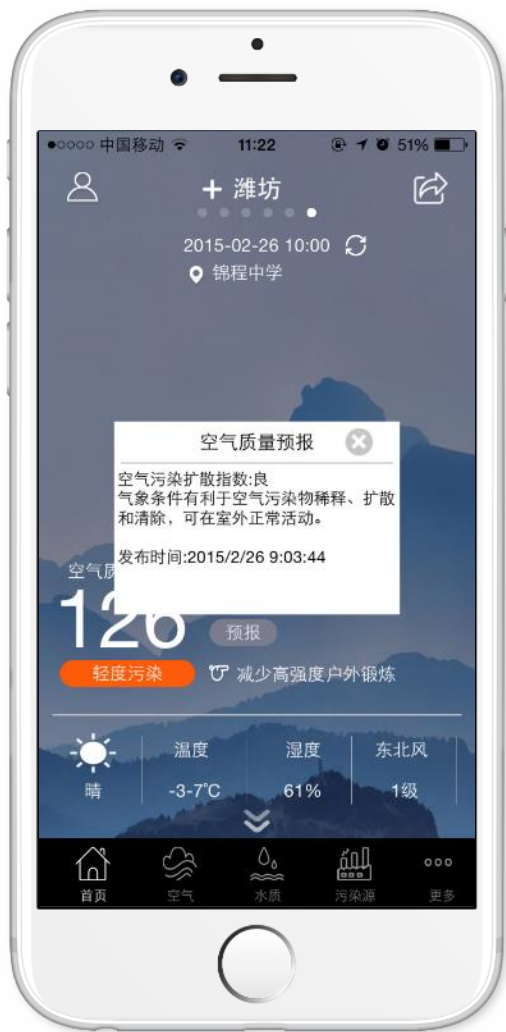 中国移动 11:22 51%
+ 潍坊
2015-02-26 10:00
锦程中学
空气质量预报
空气污染扩散指数:良
气象条件有利于空气污染物稀释、扩散
和清除，可在室外正常活动。
发布时间:2015/2/26 9:03:44
空气质
126
预报
轻度污染 减少高强度户外锻炼
温度 湿度 东北风
晴 -3-7℃ 61% 1级
首页 空气 水质 污染源 更多